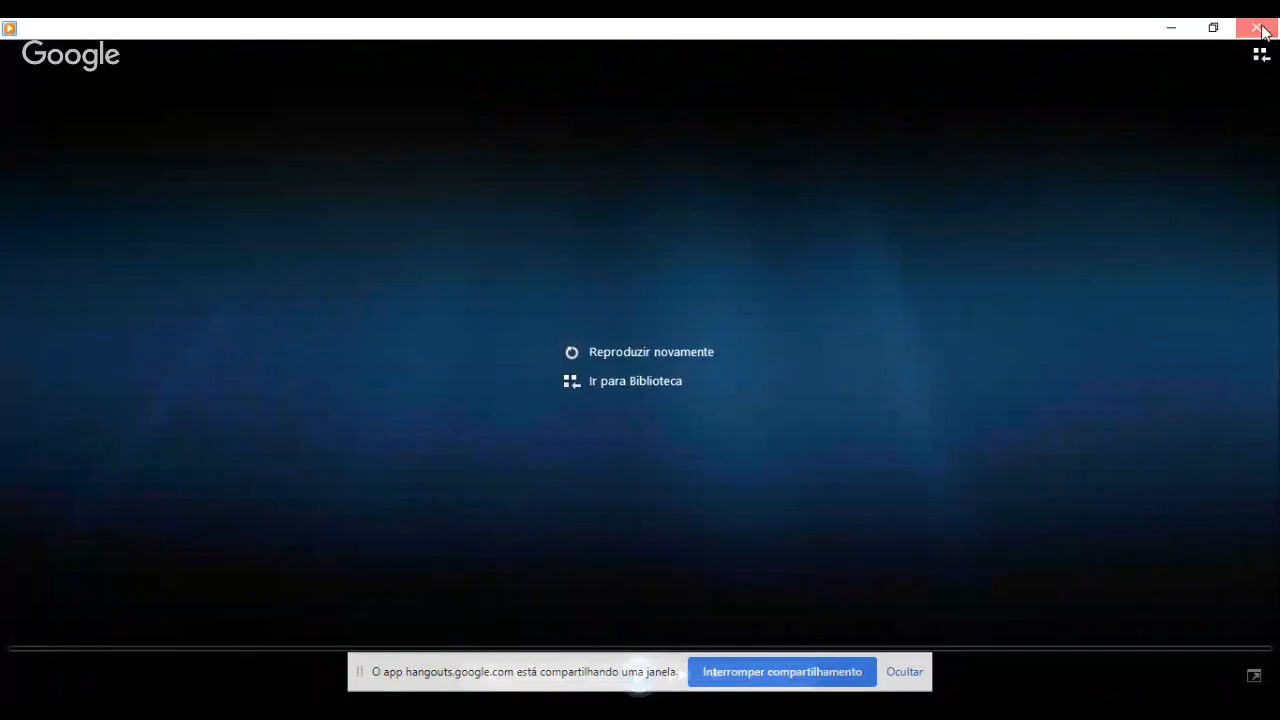 Google
Reproduzir novamente
Ir para Biblioteca
O app hangouts.google.com está compartilhando uma janela.
Interromper compartilhamento
Ocultar